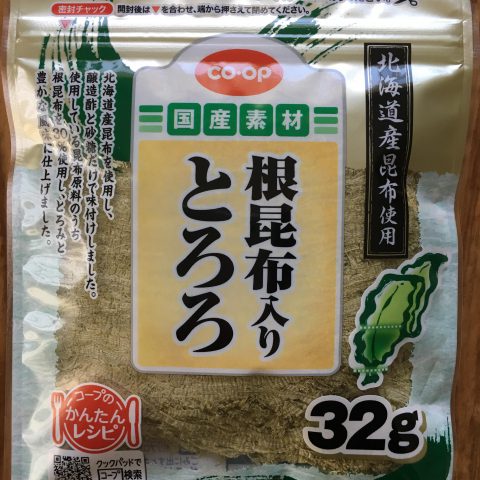 密封チャック
開封後は▼を合わせ、端から押さえて閉めてください。
co·op
国産素材
根昆布入り
とろろ
北海道産昆布使用
北海道産昆布を使用し、
醸造酢と砂糖だけで味付けしました。
使用している昆布原料のうち
根昆布を30%使用し、とろみと
豊かな風味に仕上げました。
32g
コープの
かんたん
レシピ
クックパッドで
コープ 検索